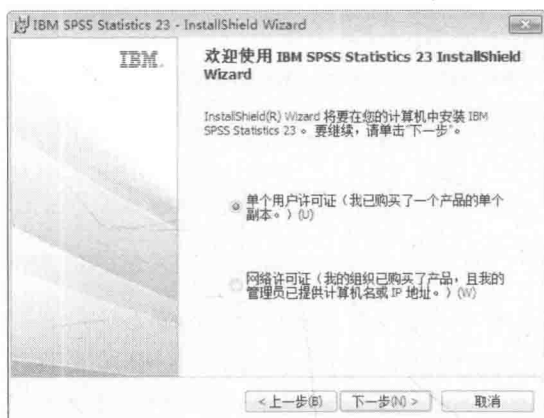 IBM SPSS Statistics 23 - InstallShield Wizard
IBM.
欢迎使用 IBM SPSS Statistics 23 InstallShield
Wizard
InstallShield(R) Wizard 将要在您的计算机中安装 IBM
SPSS Statistics 23。要继续，请单击“下一步”。
单个用户许可证（我已购买了一个产品的单个
副本。）(U)
网络许可证（我的组织已购买了产品，且我的
管理员已提供计算机名或 IP 地址。）(W)
<上一步(B)
下一步(N)>
取消